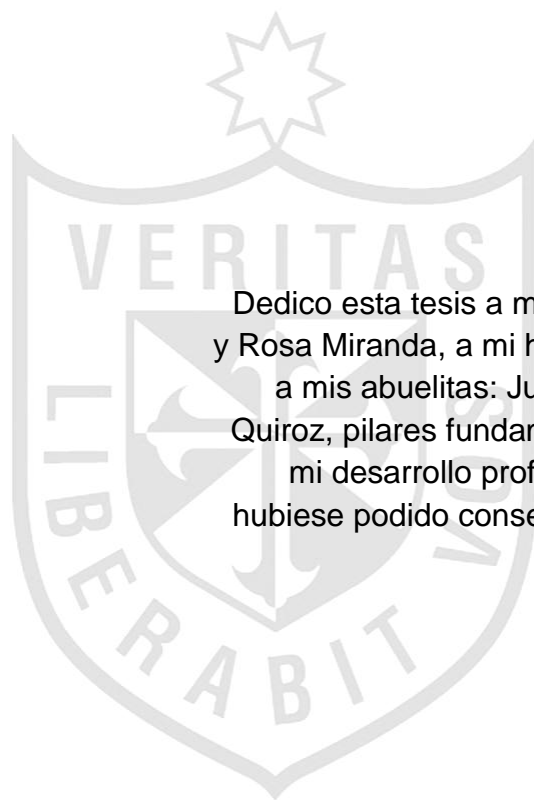 VERITAS
LIBERABIT
VOS
Dedico esta tesis a m
y Rosa Miranda, a mi h
a mis abuelitas: Ju
Quiroz, pilares fundar
mi desarrollo prof
hubiese podido conse